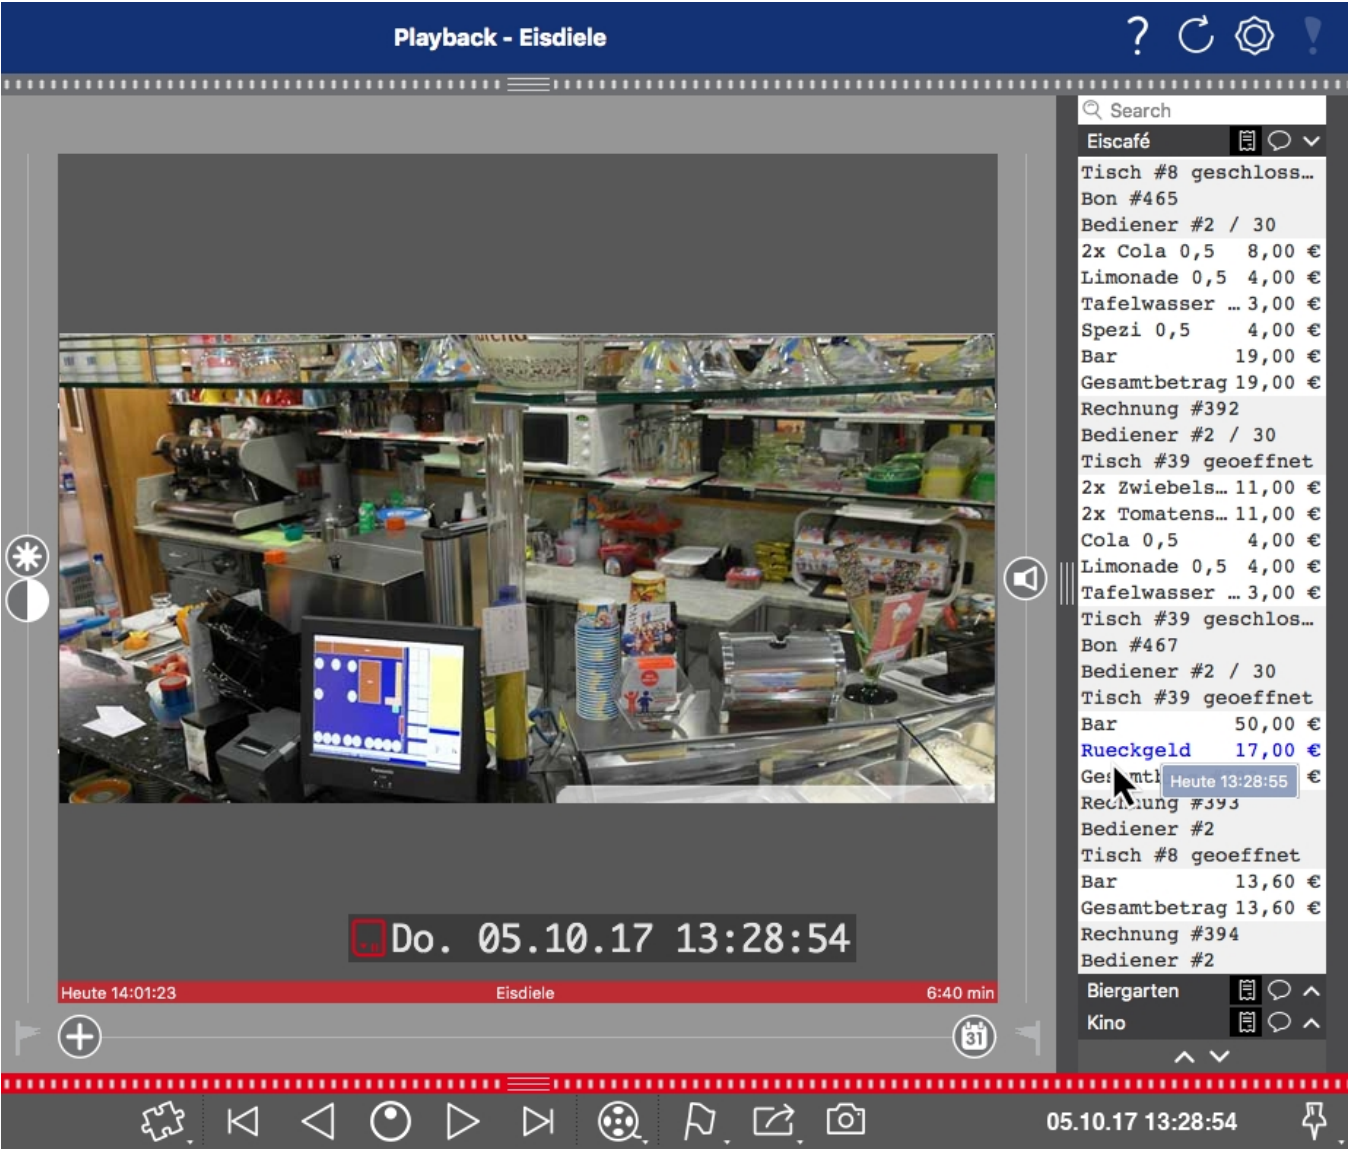 Playback - Eisdiele
Search
Eiscafé
Tisch #8 geschloss…
Bon #465
Bediener #2 / 30
2x Cola 0,5 8,00 €
Limonade 0,5 4,00 €
Tafelwasser … 3,00 €
Spezi 0,5 4,00 €
Bar 19,00 €
Gesamtbetrag 19,00 €
Rechnung #392
Bediener #2 / 30
Tisch #39 geoeffnet
2x Zwiebels… 11,00 €
2x Tomatens… 11,00 €
Cola 0,5 4,00 €
Limonade 0,5 4,00 €
Tafelwasser … 3,00 €
Tisch #39 geschlos…
Bon #467
Bediener #2 / 30
Tisch #39 geoeffnet
Bar 50,00 €
Rueckgeld 17,00 €
€
Heute 13:28:55
Rechnung #393
Bediener #2
Tisch #8 geoeffnet
Bar 13,60 €
Gesamtbetrag 13,60 €
Rechnung #394
Bediener #2
Biergarten
Kino
Do. 05.10.17 13:28:54
Heute 14:01:23 Eisdiele 6:40 min
31
05.10.17 13:28:54